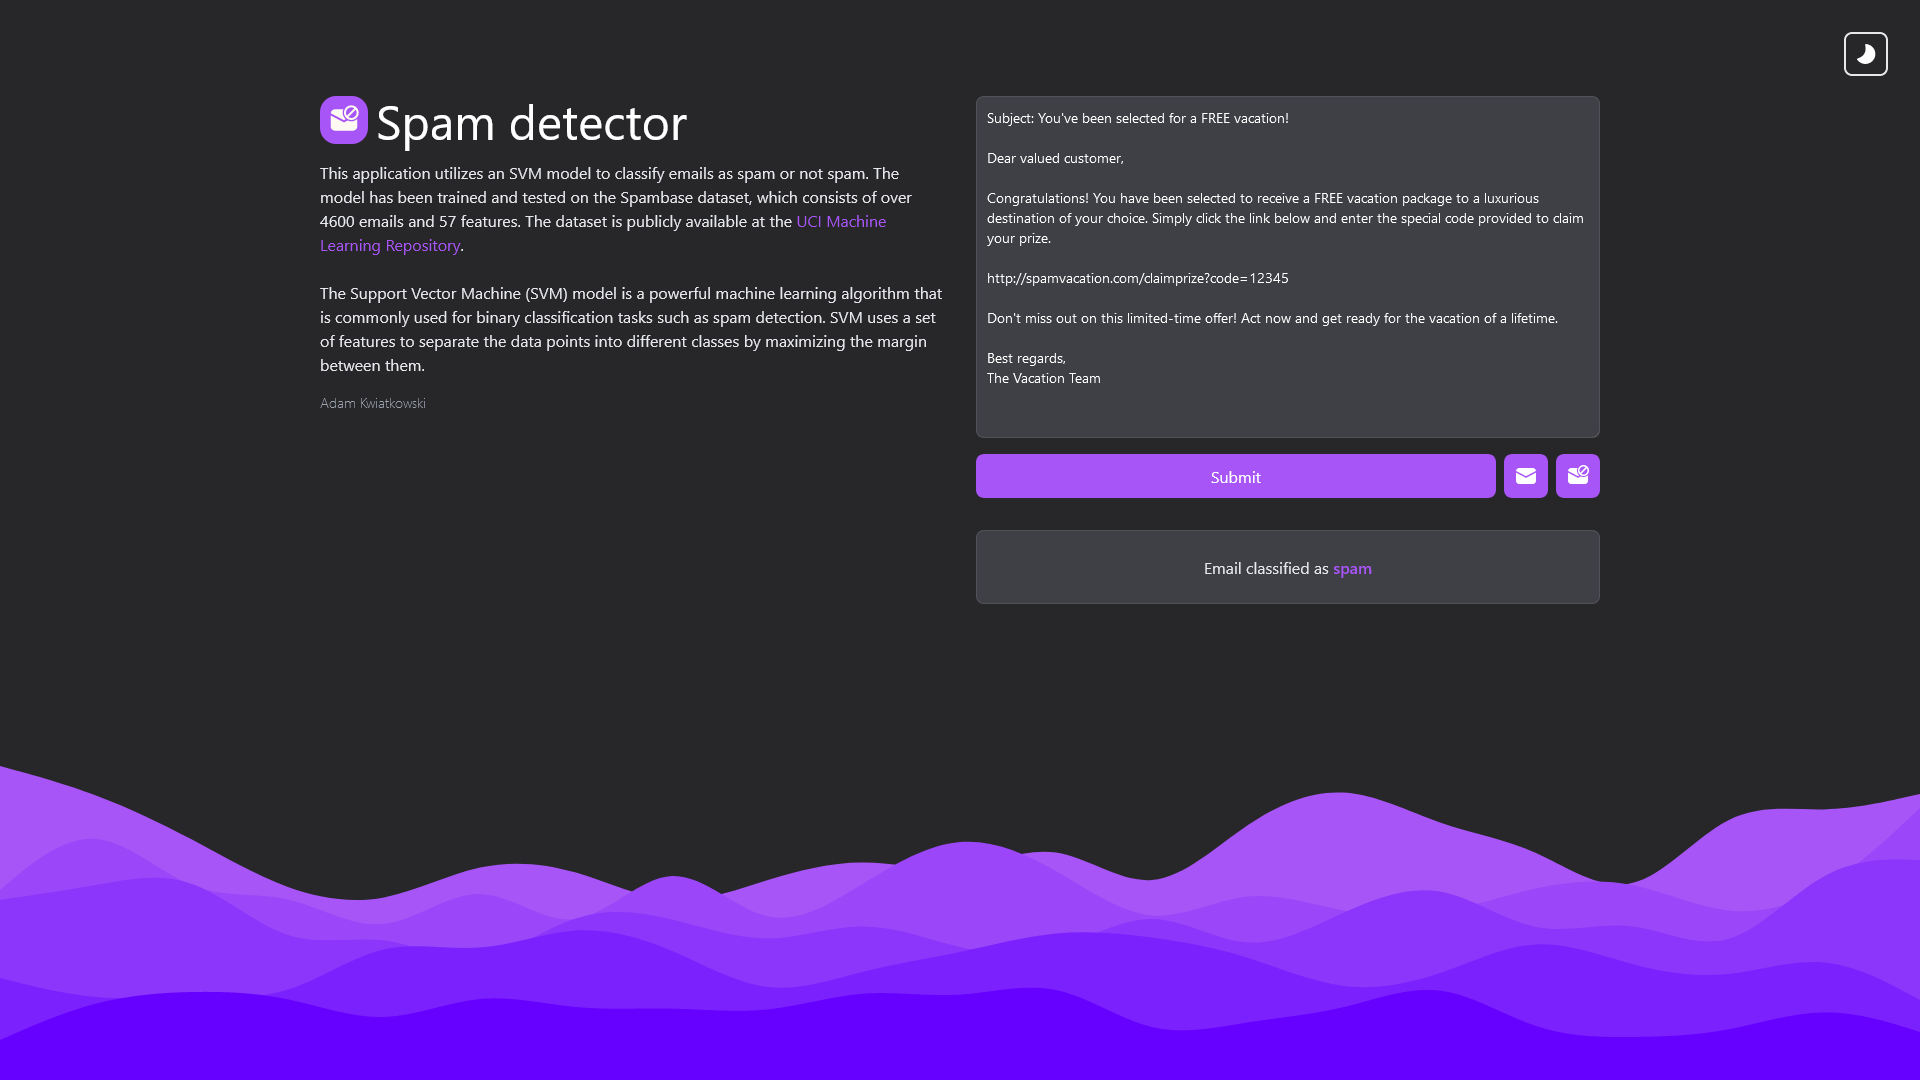 Spam detector
This application utilizes an SVM model to classify emails as spam or not spam. The
model has been trained and tested on the Spambase dataset, which consists of over
4600 emails and 57 features. The dataset is publicly available at the UCI Machine
Learning Repository.
The Support Vector Machine (SVM) model is a powerful machine learning algorithm that
is commonly used for binary classification tasks such as spam detection. SVM uses a set
of features to separate the data points into different classes by maximizing the margin
between them.
Adam Kwiatkowski
Subject: You've been selected for a FREE vacation!
Dear valued customer,
Congratulations! You have been selected to receive a FREE vacation package to a luxurious
destination of your choice. Simply click the link below and enter the special code provided to claim
your prize.
http://spamvacation.com/claimprize?code=12345
Don't miss out on this limited-time offer! Act now and get ready for the vacation of a lifetime.
Best regards,
The Vacation Team
Submit
Email classified as spam